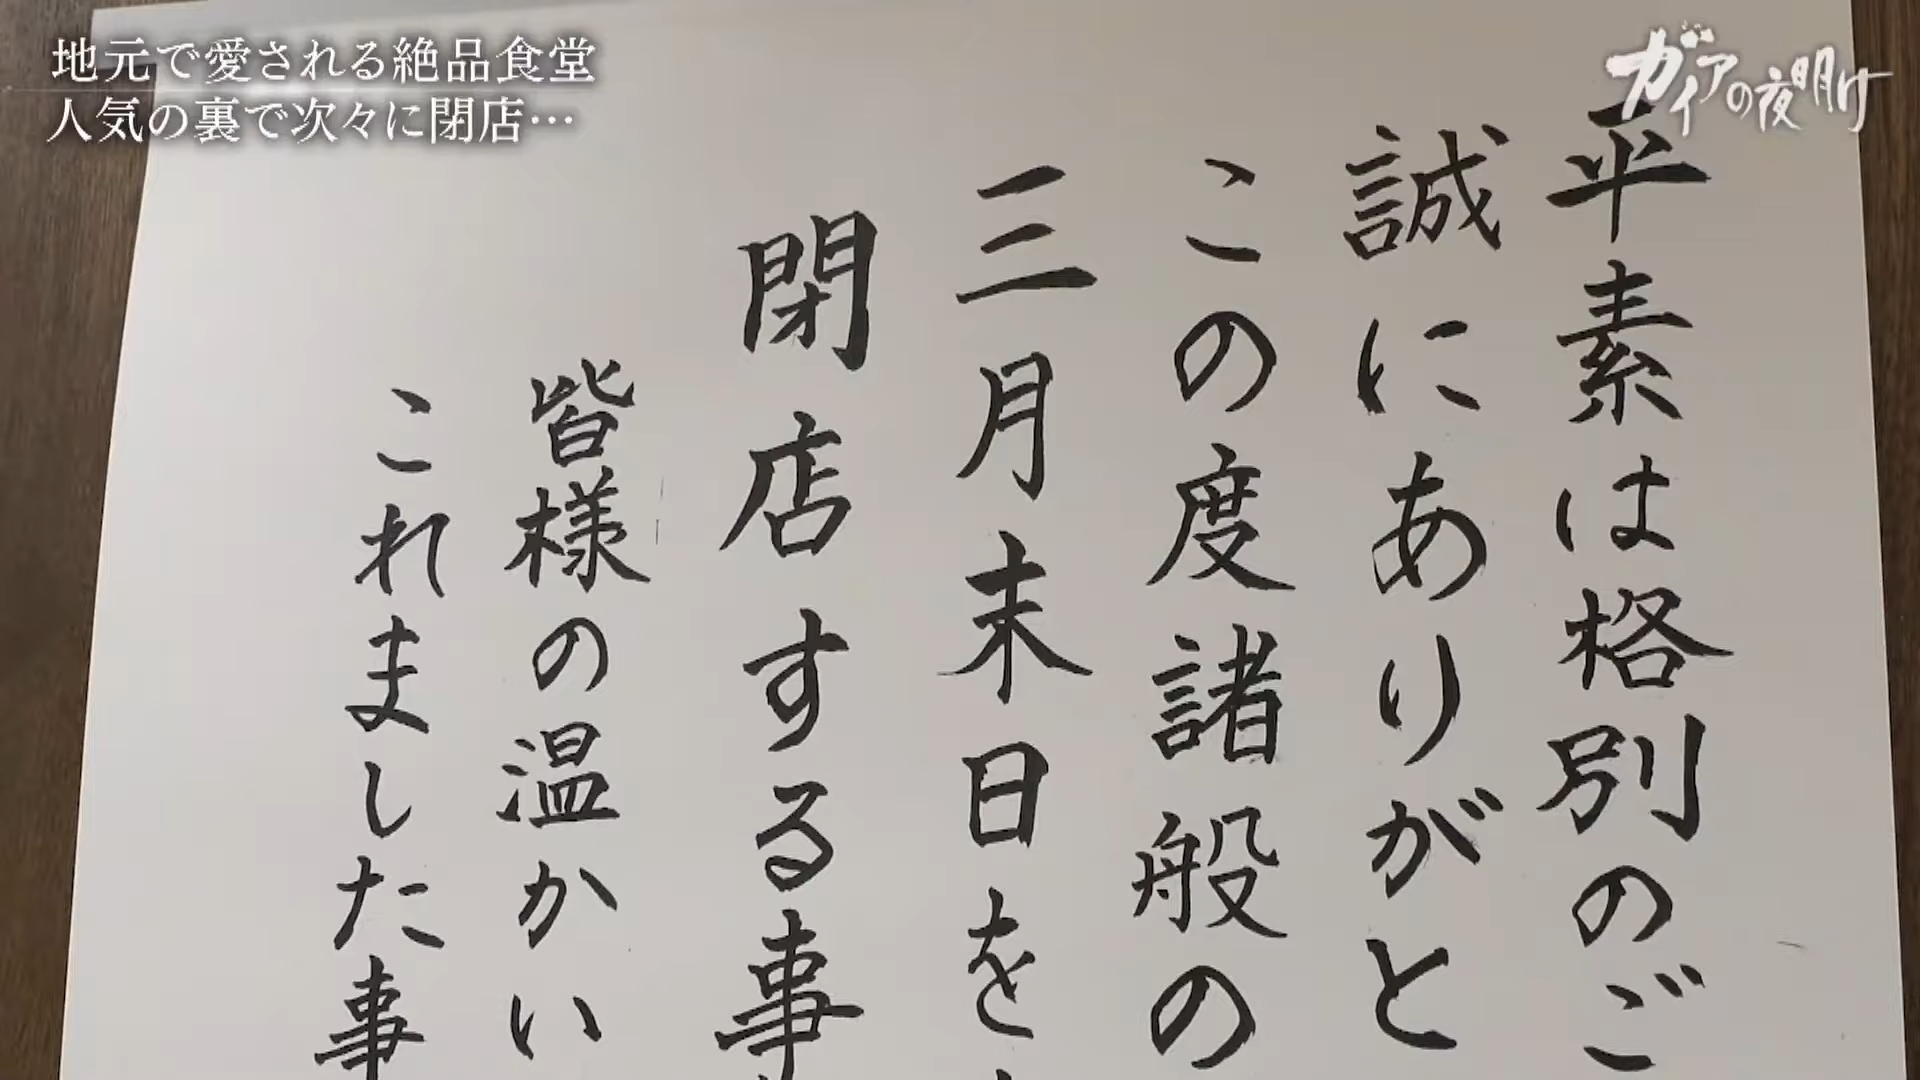 地元で愛される絶品食堂
人気の裏で次々に閉店…
ガイアの夜明け
平素は格別のご
誠にありがと
この度諸般の
三月末日を
閉店する事
皆様の温かい
これました事